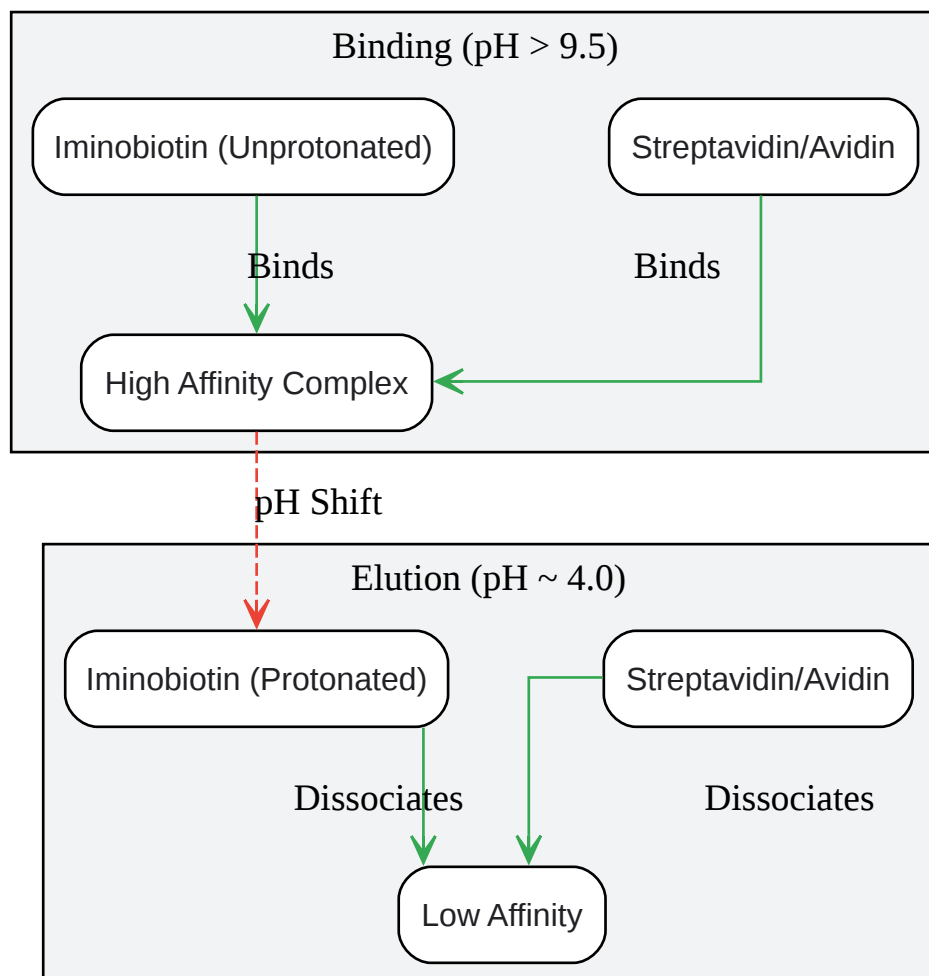 Binding (pH > 9.5)
Iminobiotin (Unprotonated)
Streptavidin/Avidin
Binds
Binds
High Affinity Complex
pH Shift
Elution (pH ~ 4.0)
Iminobiotin (Protonated)
Streptavidin/Avidin
Dissociates
Dissociates
Low Affinity